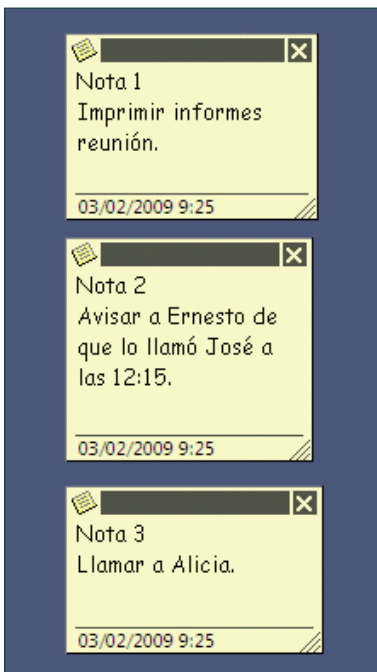 Nota 1
Imprimir informes
reunión.
03/02/2009 9:25
Nota 2
Avisar a Ernesto de
que lo llamó José a
las 12:15.
03/02/2009 9:25
Nota 3
Llamar a Alicia.
03/02/2009 9:25